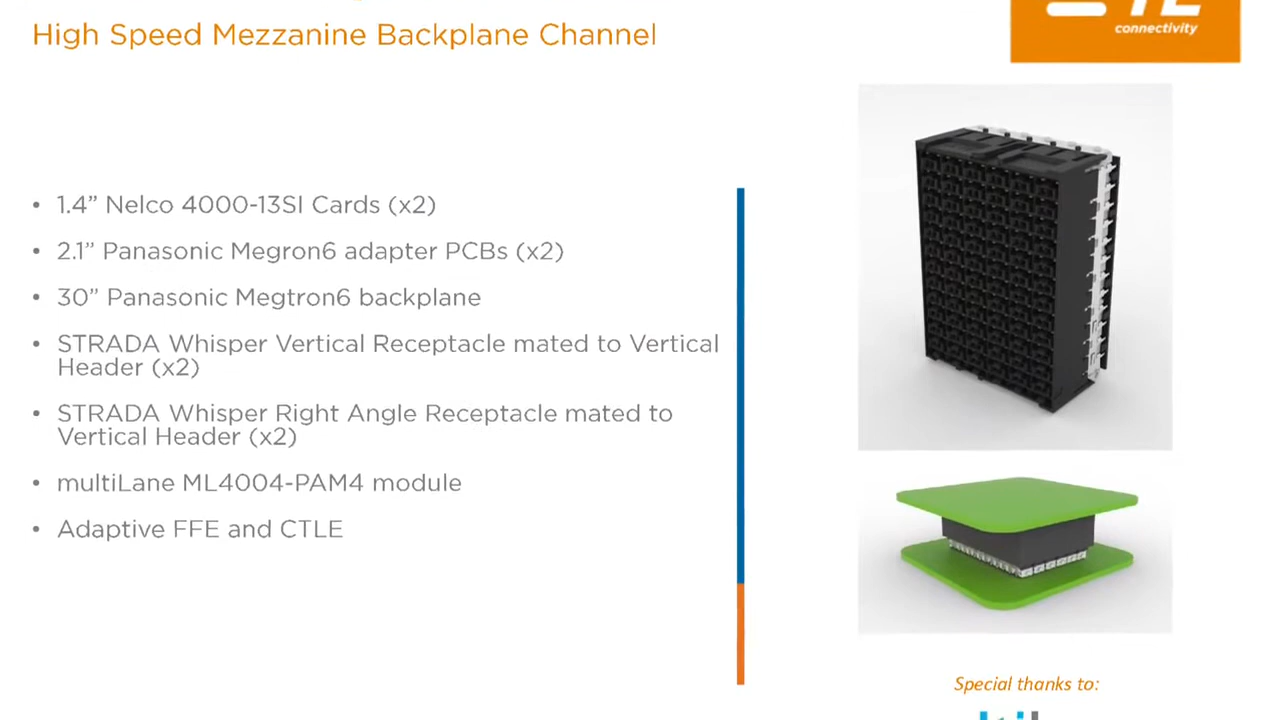 High Speed Mezzanine Backplane Channel
connectivity
• 1.4” Nelco 4000-13SI Cards (x2)
• 2.1” Panasonic Megron6 adapter PCBs (x2)
• 30” Panasonic Megtron6 backplane
• STRADA Whisper Vertical Receptacle mated to Vertical
Header (x2)
• STRADA Whisper Right Angle Receptacle mated to
Vertical Header (x2)
• multiLane ML4004-PAM4 module
• Adaptive FFE and CTLE
Special thanks to: